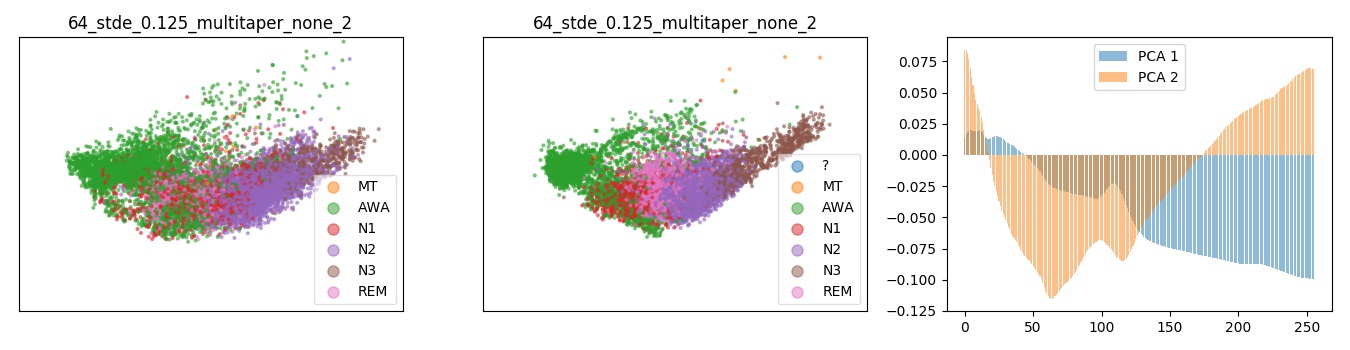 64_stde_0.125_multitaper_none_2
MT
AWA
N1
N2
N3
REM
64_stde_0.125_multitaper_none_2
?
MT
AWA
N1
N2
N3
REM
PCA 1
PCA 2
0.075
0.050
0.025
0.000
−0.025
−0.050
−0.075
−0.100
−0.125
0 50 100 150 200 250